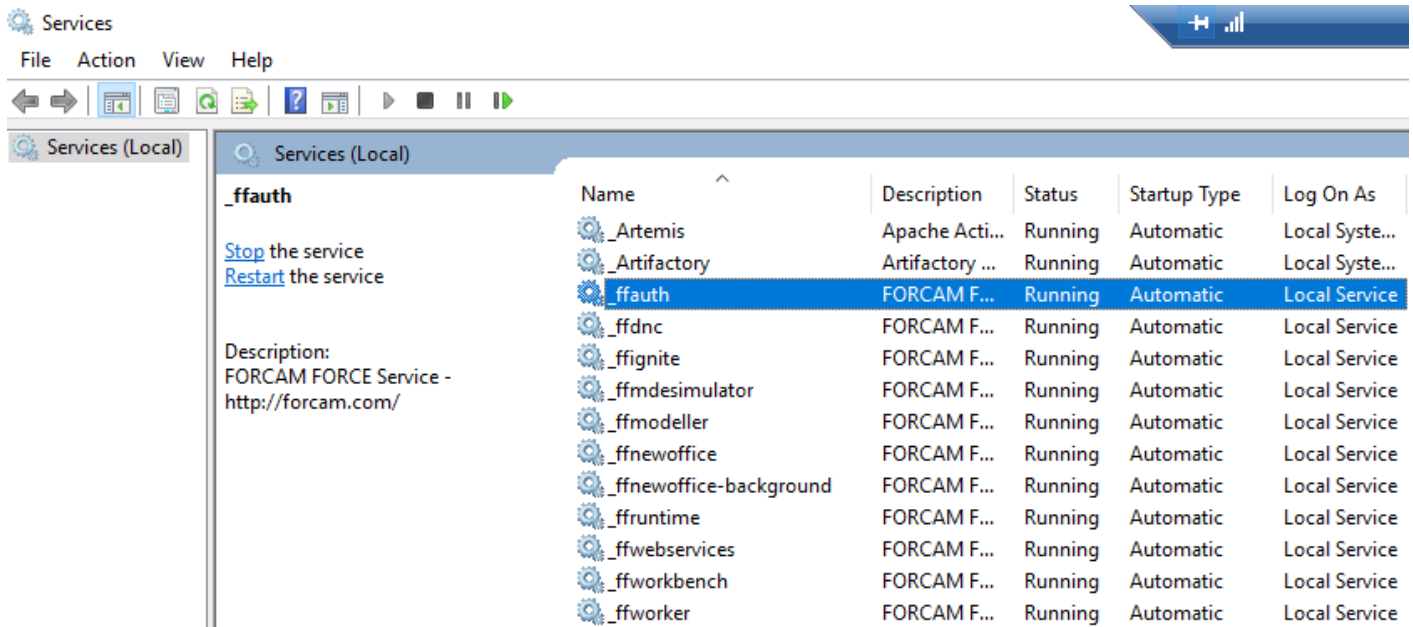 Services
File Action View Help
Services (Local)
Services (Local)
_ffauth
Stop the service
Restart the service
Description:
FORCAM FORCE Service -
http://forcam.com/
Name Description Status Startup Type Log On As
_Artemis Apache Acti... Running Automatic Local Syste...
_Artifactory Artifactory ... Running Automatic Local Syste...
_ffauth FORCAM F... Running Automatic Local Service
_ffdnc FORCAM F... Running Automatic Local Service
_ffignite FORCAM F... Running Automatic Local Service
_ffmdesimulator FORCAM F... Running Automatic Local Service
_ffmodeller FORCAM F... Running Automatic Local Service
_ffnewoffice FORCAM F... Running Automatic Local Service
_ffnewoffice-background FORCAM F... Running Automatic Local Service
_ffruntime FORCAM F... Running Automatic Local Service
_ffwebservices FORCAM F... Running Automatic Local Service
_ffworkbench FORCAM F... Running Automatic Local Service
_ffworker FORCAM F... Running Automatic Local Service